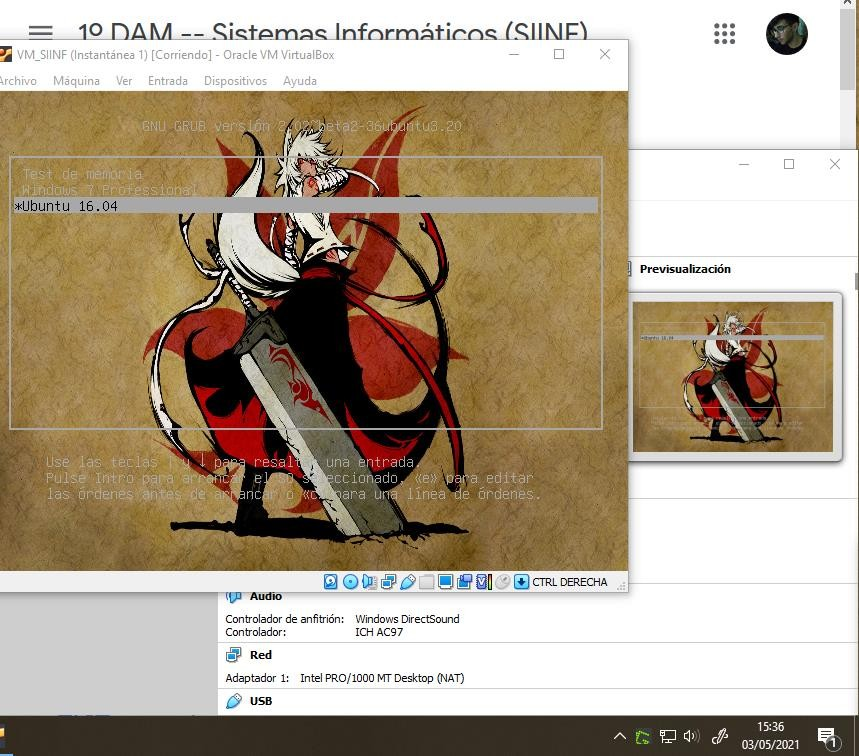 1º DAM -- Sistemas Informáticos (SIINF)
VM_SIINF (Instantánea 1) [Corriendo] - Oracle VM VirtualBox
Archivo Máquina Ver Entrada Dispositivos Ayuda
GNU GRUB versión 2.02~beta2-36ubuntu3.20
Test de memoria
Windows 7 Professional
*Ubuntu 16.04
Previsualización
*Ubuntu 16.04
Use las teclas ↑ y ↓ para resaltar una entrada.
Pulse Intro para arrancar el SO seleccionado, «e» para editar
las órdenes antes de arrancar o «c» para una línea de órdenes.
CTRL DERECHA
Audio
Controlador de anfitrión: Windows DirectSound
Controlador: ICH AC97
Red
Adaptador 1: Intel PRO/1000 MT Desktop (NAT)
USB
15:36
03/05/2021
1